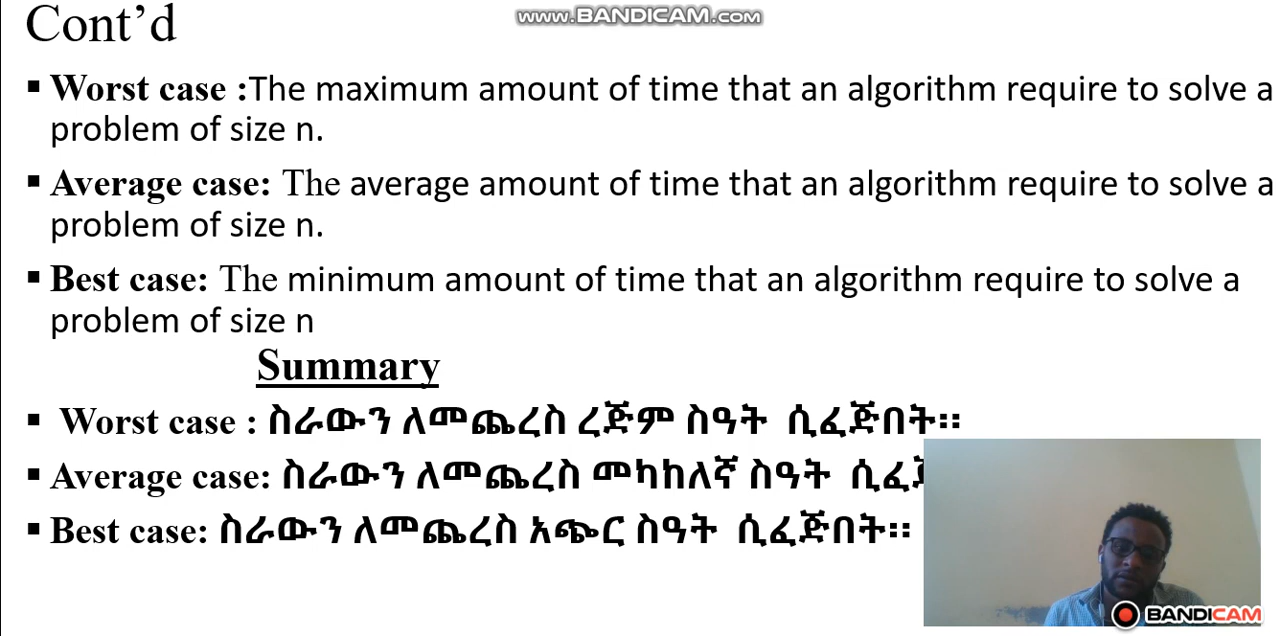 Cont’d
www.BANDICAM.com
▪ Worst case :The maximum amount of time that an algorithm require to solve a
problem of size n.
▪ Average case: The average amount of time that an algorithm require to solve a
problem of size n.
▪ Best case: The minimum amount of time that an algorithm require to solve a
problem of size n
Summary
▪ Worst case : ስራውን ለመጨረስ ረጅም ስዓት ሲፈጅበት፡፡
▪ Average case: ስራውን ለመጨረስ መካከለኛ ስዓት
▪ Best case: ስራውን ለመጨረስ አጭር ስዓት ሲፈጅበት፡፡
BANDICAM